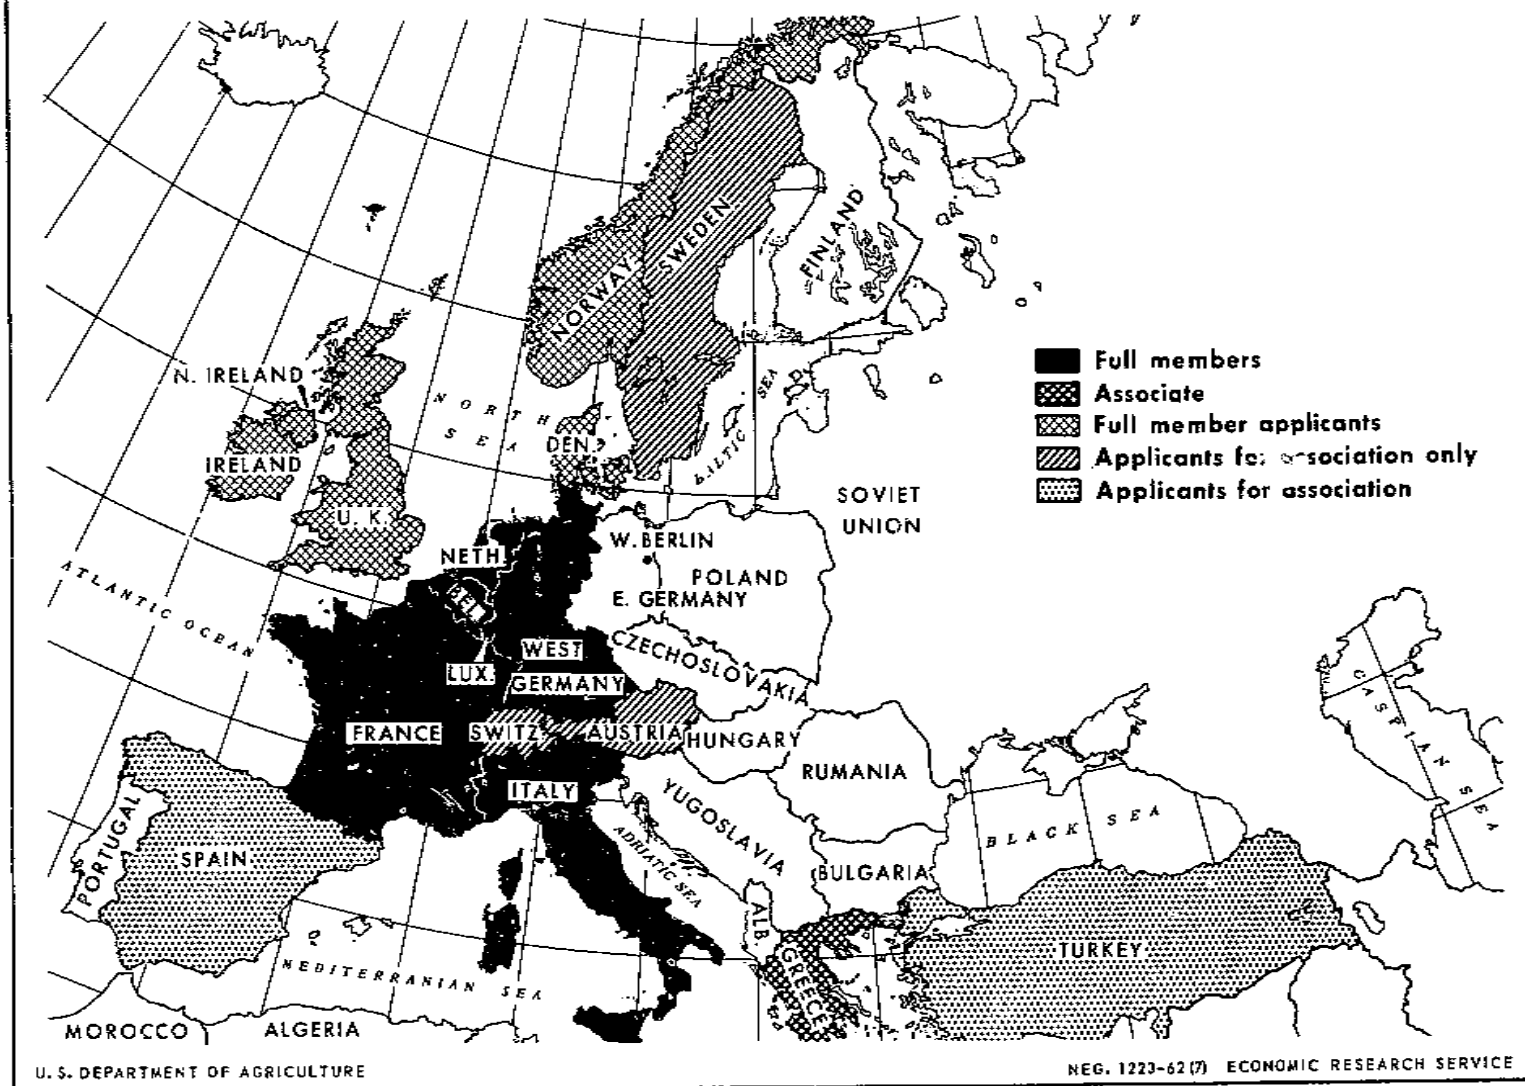 NORWAY
SWEDEN
FINLAND
N. IRELAND
IRELAND
U. K.
NORTH
SEA
DEN.
SEA
Full members
Associate
Full member applicants
Applicants association only
Applicants for association
SOVIET
UNION
ATLANTIC OCEAN
NETH.
BEL.
LUX.
W. BERLIN
POLAND
E. GERMANY
CZECHOSLOVAKIA
WEST
GERMANY
FRANCE
SWITZ.
AUSTRIA
HUNGARY
RUMANIA
ITALY
YUGOSLAVIA
ADRIATIC SEA
BULGARIA
BLACK SEA
CASPIAN SEA
PORTUGAL
SPAIN
ALB.
GREECE
TURKEY
MEDITERRANIAN SEA
MOROCCO
ALGERIA
U. S. DEPARTMENT OF AGRICULTURE
NEG. 1223-62 (7) ECONOMIC RESEARCH SERVICE